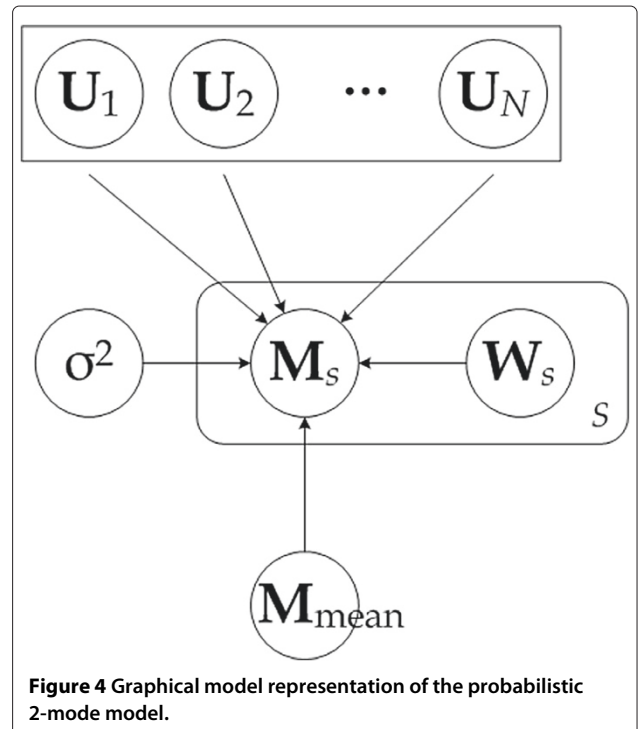 U1 U2 ... UN
σ2 Ms Ws
S
Mmean
Figure 4 Graphical model representation of the probabilistic
2-mode model.